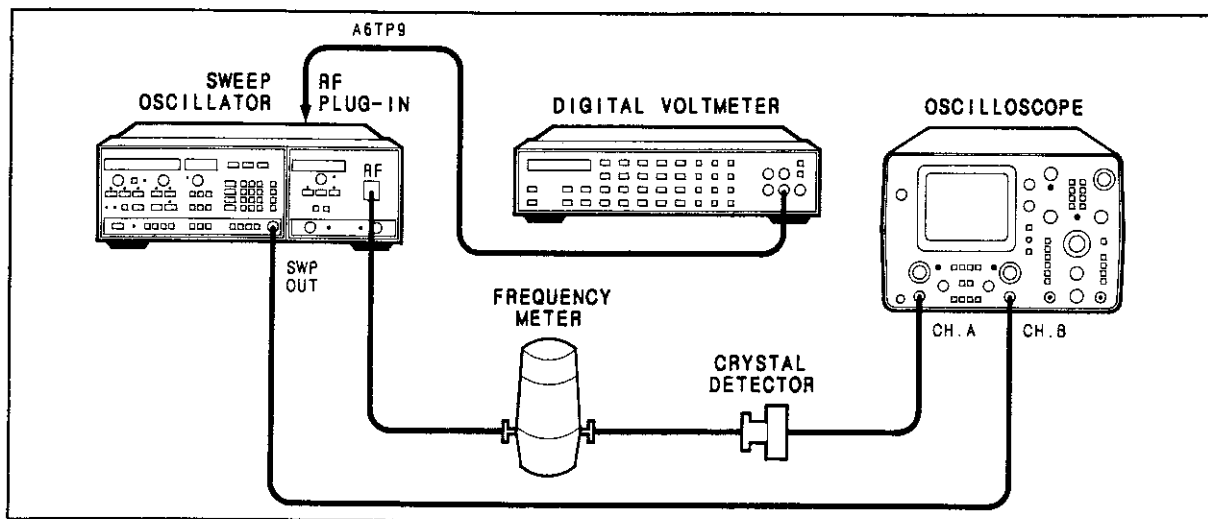 A6TP9
SWEEP
OSCILLATOR
RF
PLUG-IN
DIGITAL VOLTMETER
OSCILLOSCOPE
RF
SWP
OUT
FREQUENCY
METER
CH.A
CH.B
CRYSTAL
DETECTOR